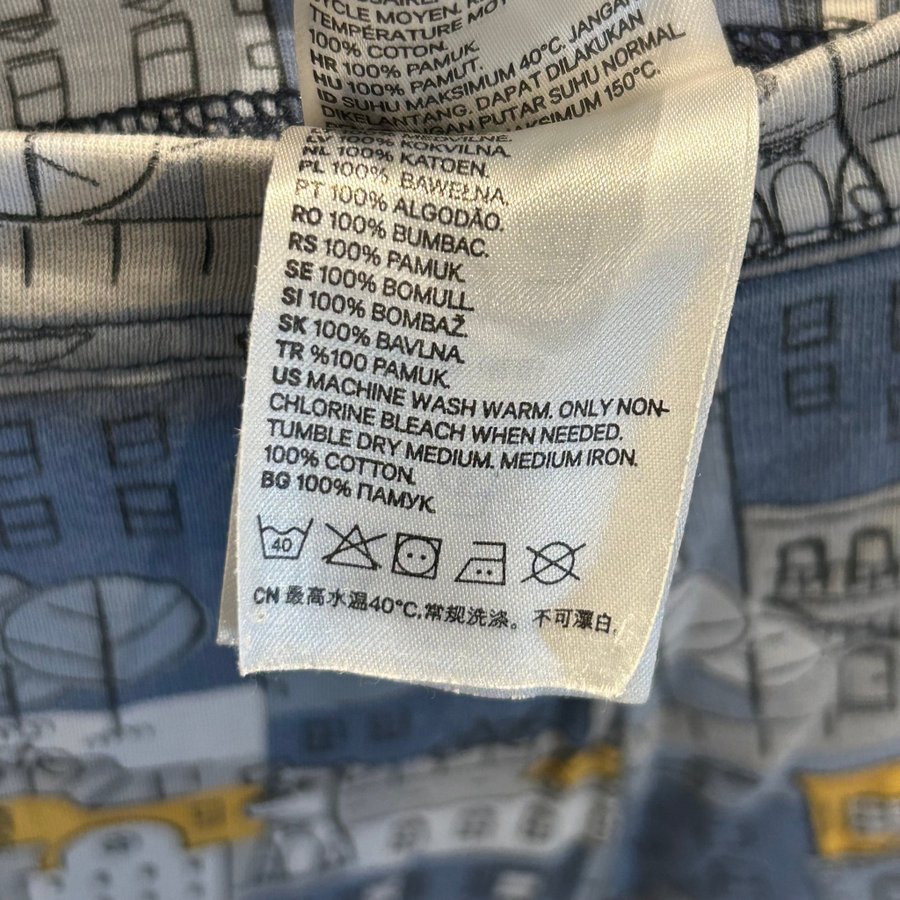 CYCLE MOYEN.
TEMPÉRATURE
100% COTON.
HR 100% PAMUK.
HU 100% PAMUT.
ID SUHU MAKSIMUM 40°C. JANGAN
DIKELANTANG. DAPAT DILAKUKAN
PUTAR SUHU NORMAL
150°C.
KOKVILNA.
NL 100% KATOEN.
PL 100% BAWEŁNA.
PT 100% ALGODÃO.
RO 100% BUMBAC.
RS 100% PAMUK.
SE 100% BOMULL.
SI 100% BOMBAŽ.
SK 100% BAVLNA.
TR %100 PAMUK.
US MACHINE WASH WARM. ONLY NON-
CHLORINE BLEACH WHEN NEEDED.
TUMBLE DRY MEDIUM. MEDIUM IRON.
100% COTTON.
BG 100% ПАМУК.
40
CN 最高水温40°C,常规洗涤。不可漂白,